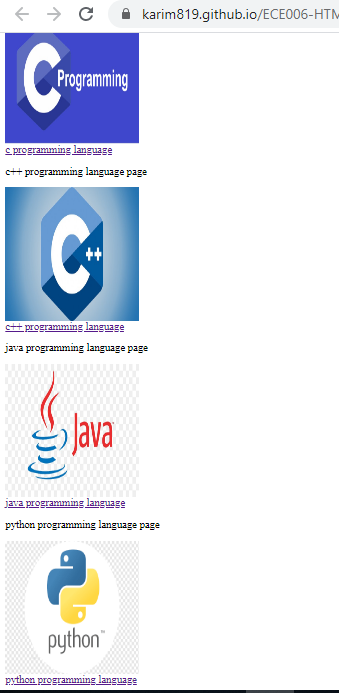 karim819.github.io/ECE006-HTM
C Programming
c programming language
c++ programming language page
C++
c++ programming language
java programming language page
Java
java programming language
python programming language page
python™
python programming language